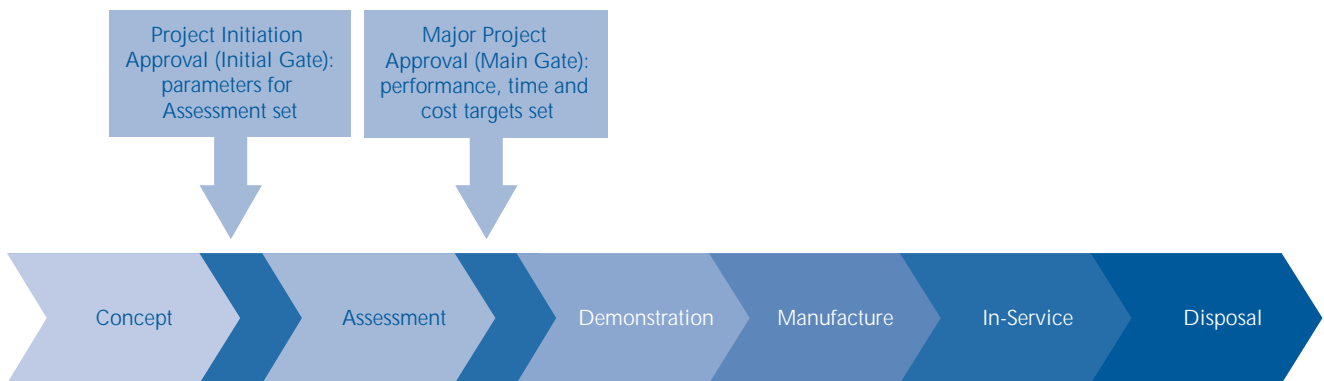 Project Initiation
Approval (Initial Gate):
parameters for
Assessment set
Major Project
Approval (Main Gate):
performance, time and
cost targets set
Concept
Assessment
Demonstration
Manufacture
In-Service
Disposal